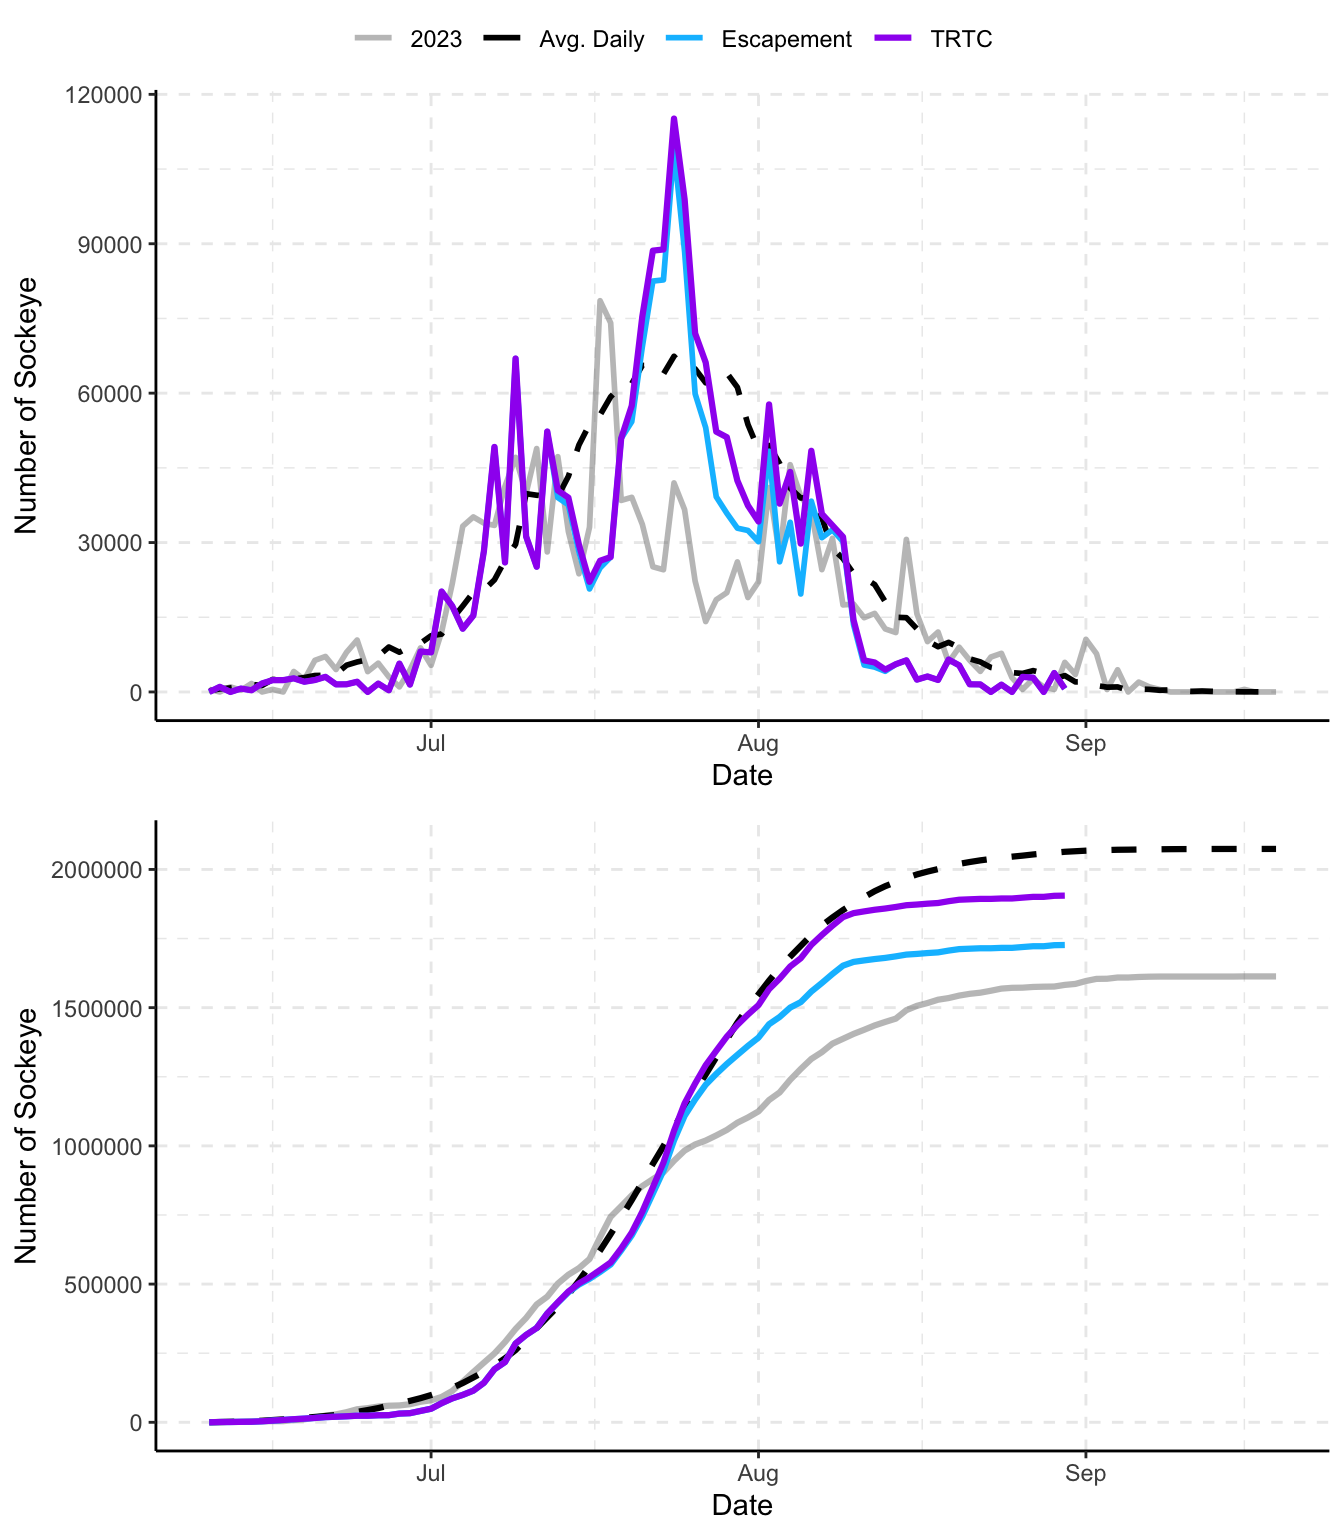 2023 Avg. Daily Escapement TRTC
120000
90000
60000
30000
0
Number of Sockeye
Jul Aug Sep
Date
2000000
1500000
1000000
500000
0
Number of Sockeye
Jul Aug Sep
Date